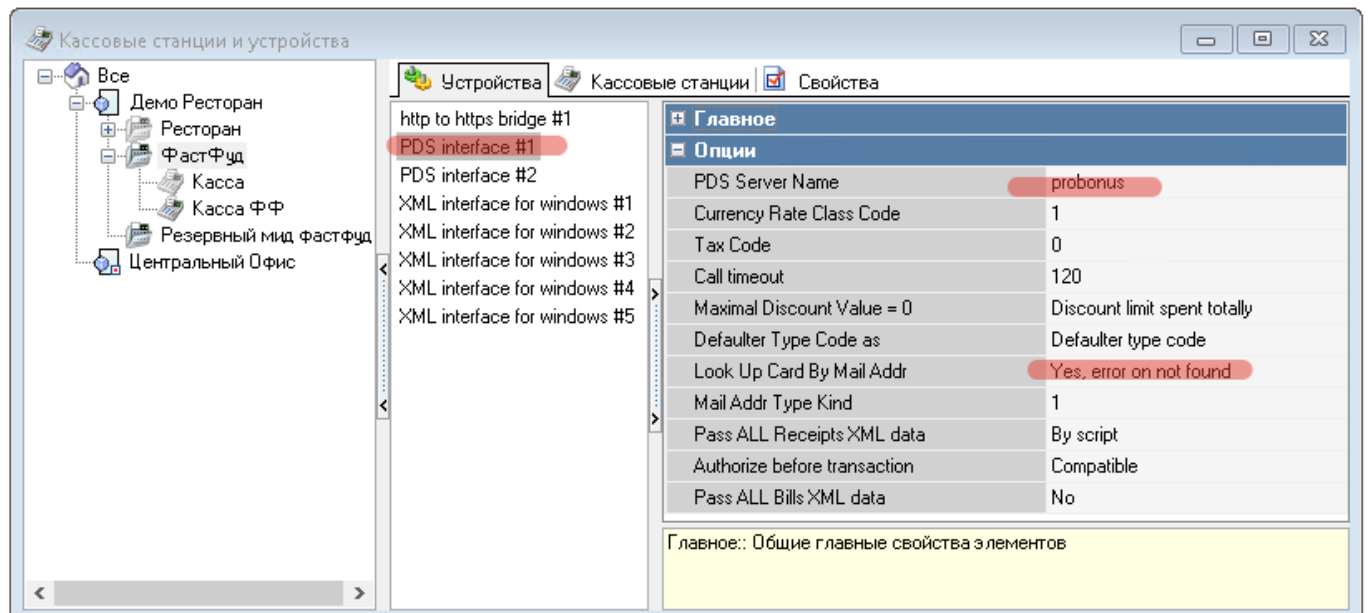 Кассовые станции и устройства
Все
Демо Ресторан
Ресторан
ФастФуд
Касса
Касса ФФ
Резервный мид фастфуд
Центральный Офис
Устройства Кассовые станции Свойства
http to https bridge #1
PDS interface #1
PDS interface #2
XML interface for windows #1
XML interface for windows #2
XML interface for windows #3
XML interface for windows #4
XML interface for windows #5
Главное
Опции
PDS Server Name probonus
Currency Rate Class Code 1
Tax Code 0
Call timeout 120
Maximal Discount Value = 0 Discount limit spent totally
Defaulter Type Code as Defaulter type code
Look Up Card By Mail Addr Yes, error on not found
Mail Addr Type Kind 1
Pass ALL Receipts XML data By script
Authorize before transaction Compatible
Pass ALL Bills XML data No
Главное:: Общие главные свойства элементов